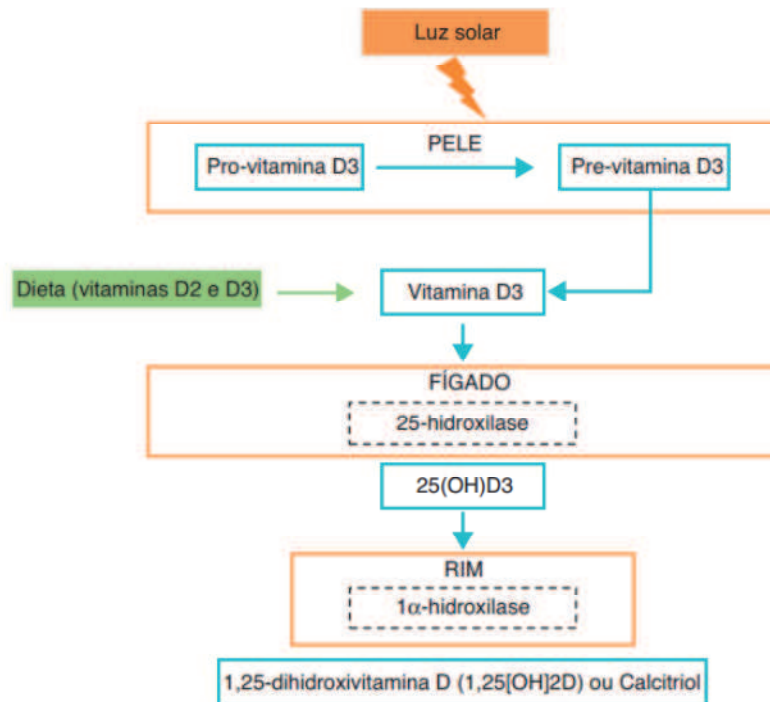 Luz solar
PELE
Pro-vitamina D3
Pre-vitamina D3
Dieta (vitaminas D2 e D3)
Vitamina D3
FÍGADO
25-hidroxilase
25(OH)D3
RIM
1α-hidroxilase
1,25-dihidroxivitamina D (1,25[OH]2D) ou Calcitriol